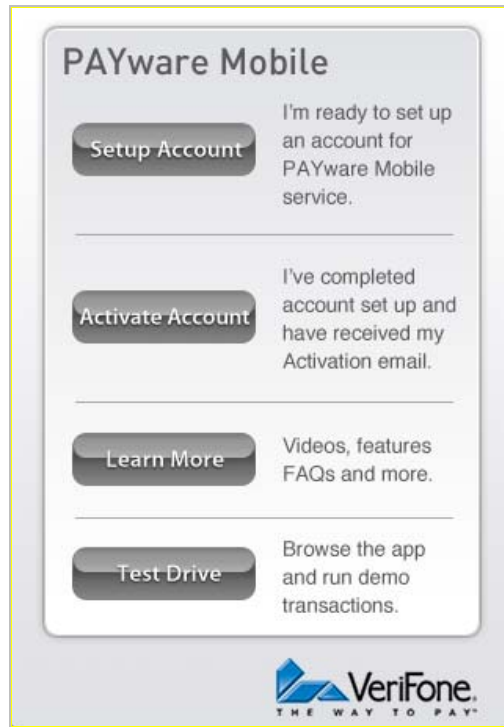 PAYware Mobile
Setup Account
I'm ready to set up
an account for
PAYware Mobile
service.
Activate Account
I've completed
account set up and
have received my
Activation email.
Learn More
Videos, features
FAQs and more.
Test Drive
Browse the app
and run demo
transactions.
VeriFone.
THE WAY TO PAY™